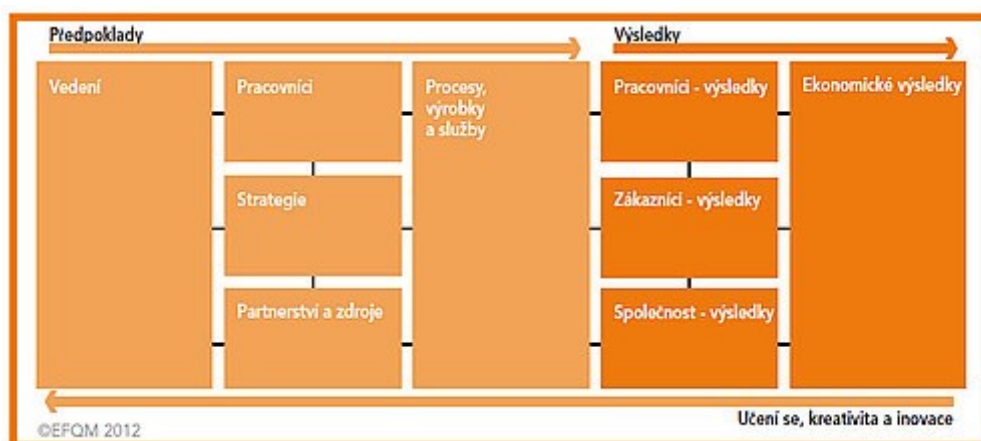 Předpoklady
Výsledky
Vedení
Pracovníci
Procesy,
výrobky
a služby
Pracovníci - výsledky
Ekonomické výsledky
Strategie
Zákazníci - výsledky
Partnerství a zdroje
Společnost - výsledky
Učení se, kreativita a inovace
©EFQM 2012